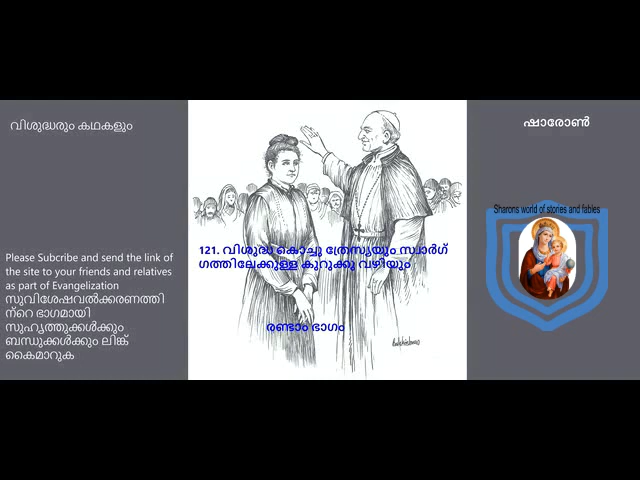 വിശുദ്ധരും കഥകളും
ഷാരോൺ
Sharons world of stories and fables
121. വിശുദ്ധ കൊച്ചു ത്രേസ്യയും സ്വർഗ്
ഗത്തിലേക്കുള്ള കുറുക്കു വഴിയും
രണ്ടാം ഭാഗം
Please Subcribe and send the link of
the site to your friends and relatives
as part of Evangelization
സുവിശേഷവൽക്കരണത്തി
ന്റെ ഭാഗമായി
സുഹൃത്തുക്കൾക്കും
ബന്ധുക്കൾക്കും ലിങ്ക്
കൈമാറുക